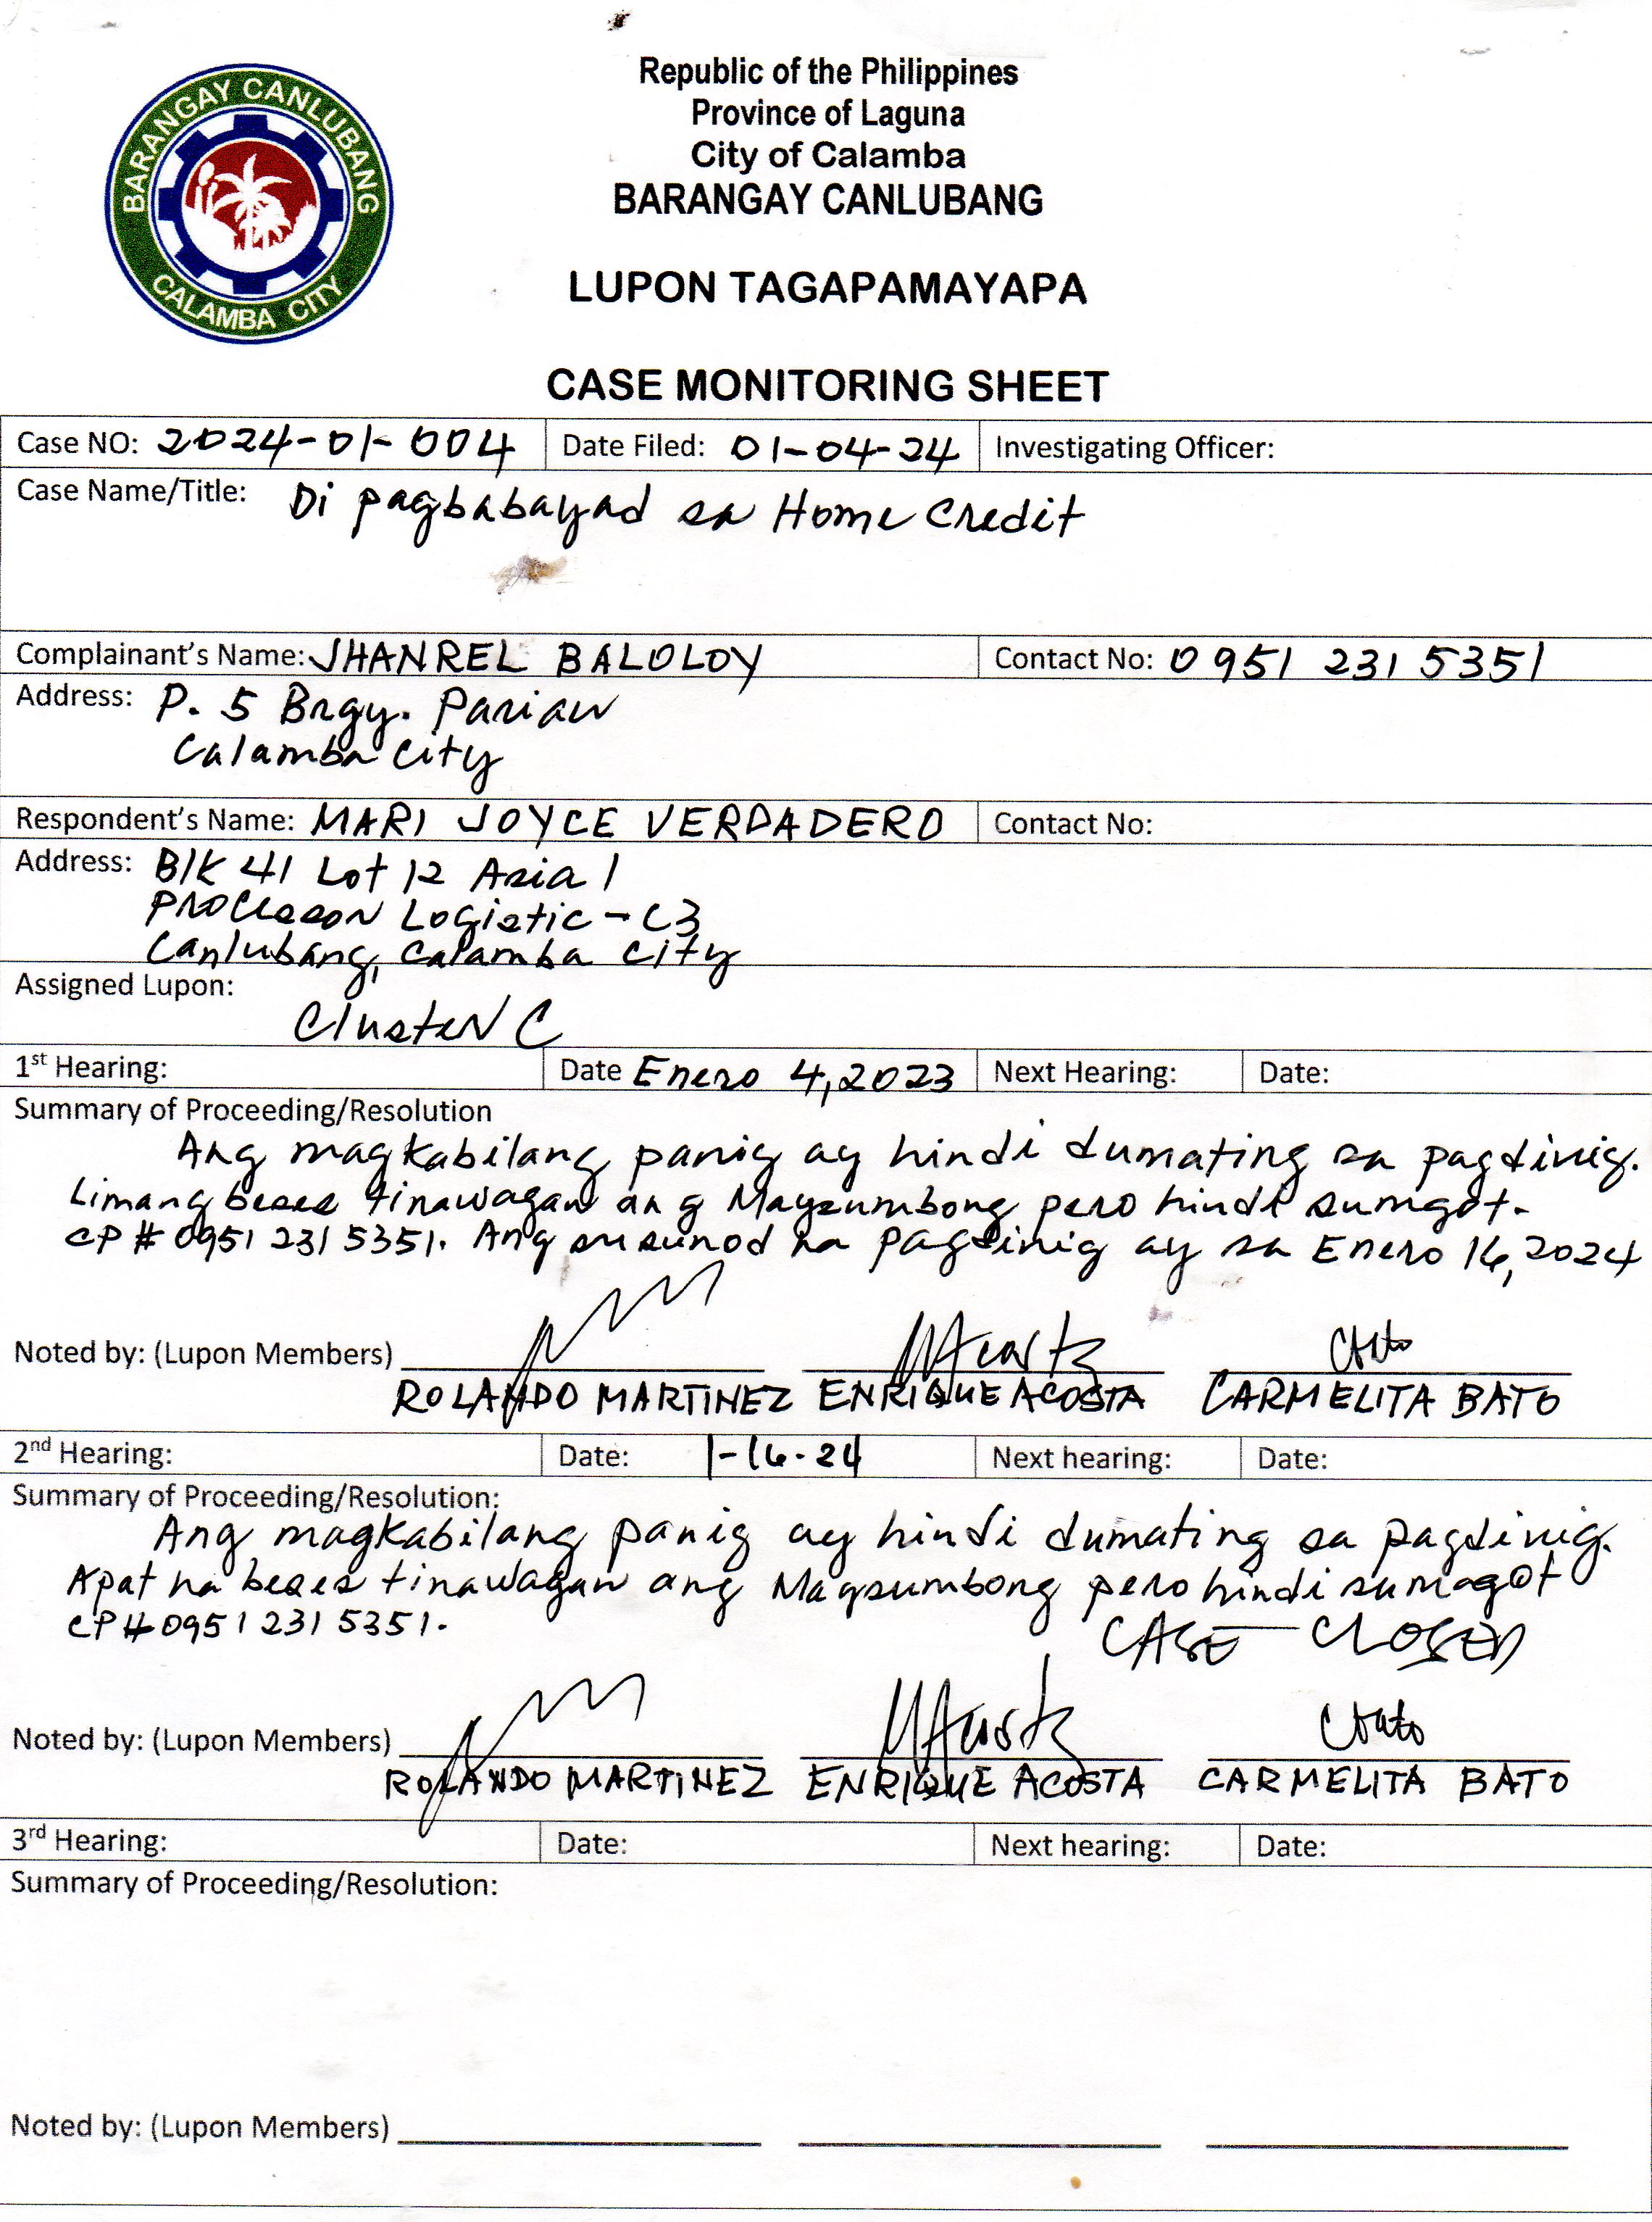 BARANGAY CANLUBANG
CALAMBA CITY
Republic of the Philippines
Province of Laguna
City of Calamba
BARANGAY CANLUBANG
LUPON TAGAPAMAYAPA
CASE MONITORING SHEET
Case NO: 2024-01-004 Date Filed: 01-04-24 Investigating Officer:
Case Name/Title: Di pagbabayad sa Home Credit
Complainant's Name: JHANREL BALOLOY Contact No: 0951 231 5351
Address: P. 5 Brgy. Parian
Calamba City
Respondent's Name: MARI JOYCE VERDADERO Contact No:
Address: Blk 41 Lot 12 Asia 1
Logistic - C3
Canlubang, Calamba City
Assigned Lupon:
Cluster C
1st Hearing: Date Enero 4, 2023 Next Hearing: Date:
Summary of Proceeding/Resolution
Ang magkabilang panig ay hindi dumating sa pagdinig.
Limang beses tinawagan ang Magsumbong pero hindi sumgot.
CP # 0951 231 5351. Ang susunod na pagdinig ay sa Enero 16, 2024
Noted by: (Lupon Members)
ROLANDO MARTINEZ ENRIQUE ACOSTA CARMELITA BATO
2nd Hearing: Date: 1-16-24 Next hearing: Date:
Summary of Proceeding/Resolution:
Ang magkabilang panig ay hindi dumating sa pagdinig.
Apat na beses tinawagan ang Magsumbong pero hindi sumagot
CP # 0951 231 5351.
CASE CLOSED
Noted by: (Lupon Members)
ROLANDO MARTINEZ ENRIQUE ACOSTA CARMELITA BATO
3rd Hearing: Date: Next hearing: Date:
Summary of Proceeding/Resolution:
Noted by: (Lupon Members)